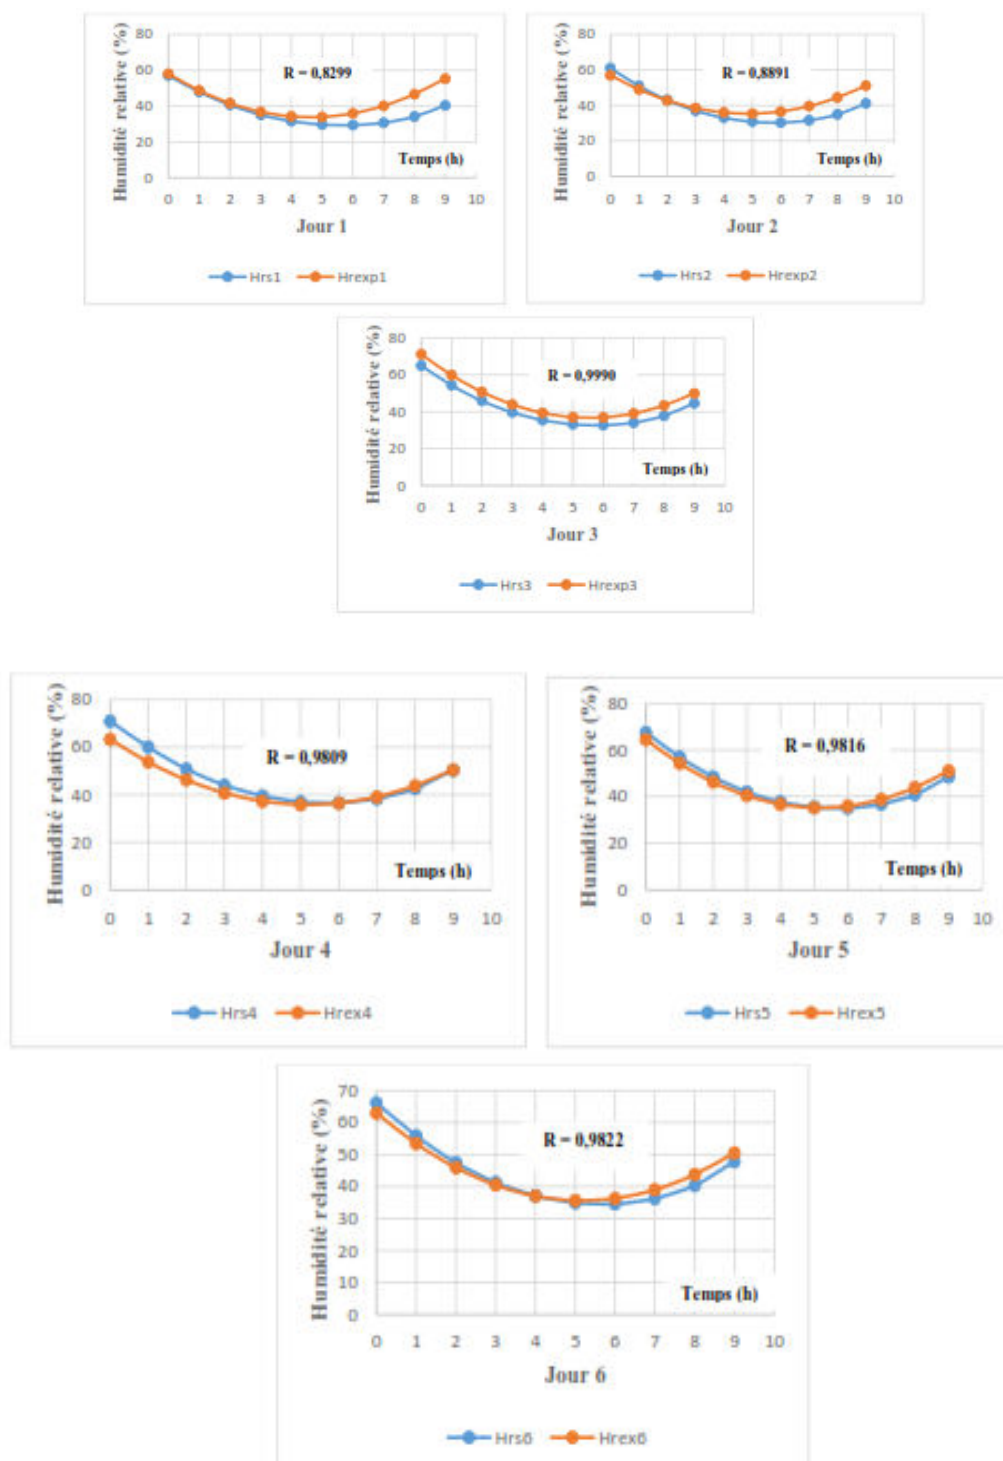 Humidité relative (%)
80
60
40
20
0
R = 0,8299
Temps (h)
0 1 2 3 4 5 6 7 8 9 10
Jour 1
Hrs1 Hrexp1
Humidité relative (%)
80
60
40
20
0
R = 0,8891
Temps (h)
0 1 2 3 4 5 6 7 8 9 10
Jour 2
Hrs2 Hrexp2
Humidité relative (%)
80
60
40
20
0
R = 0,9990
Temps (h)
0 1 2 3 4 5 6 7 8 9 10
Jour 3
Hrs3 Hrexp3
Humidité relative (%)
80
60
40
20
0
R = 0,9809
Temps (h)
0 1 2 3 4 5 6 7 8 9 10
Jour 4
Hrs4 Hrex4
Humidité relative (%)
80
60
40
20
0
R = 0,9816
Temps (h)
0 1 2 3 4 5 6 7 8 9 10
Jour 5
Hrs5 Hrex5
Humidité relative (%)
70
60
50
40
30
20
10
0
R = 0,9822
Temps (h)
0 1 2 3 4 5 6 7 8 9 10
Jour 6
Hrs6 Hrex6